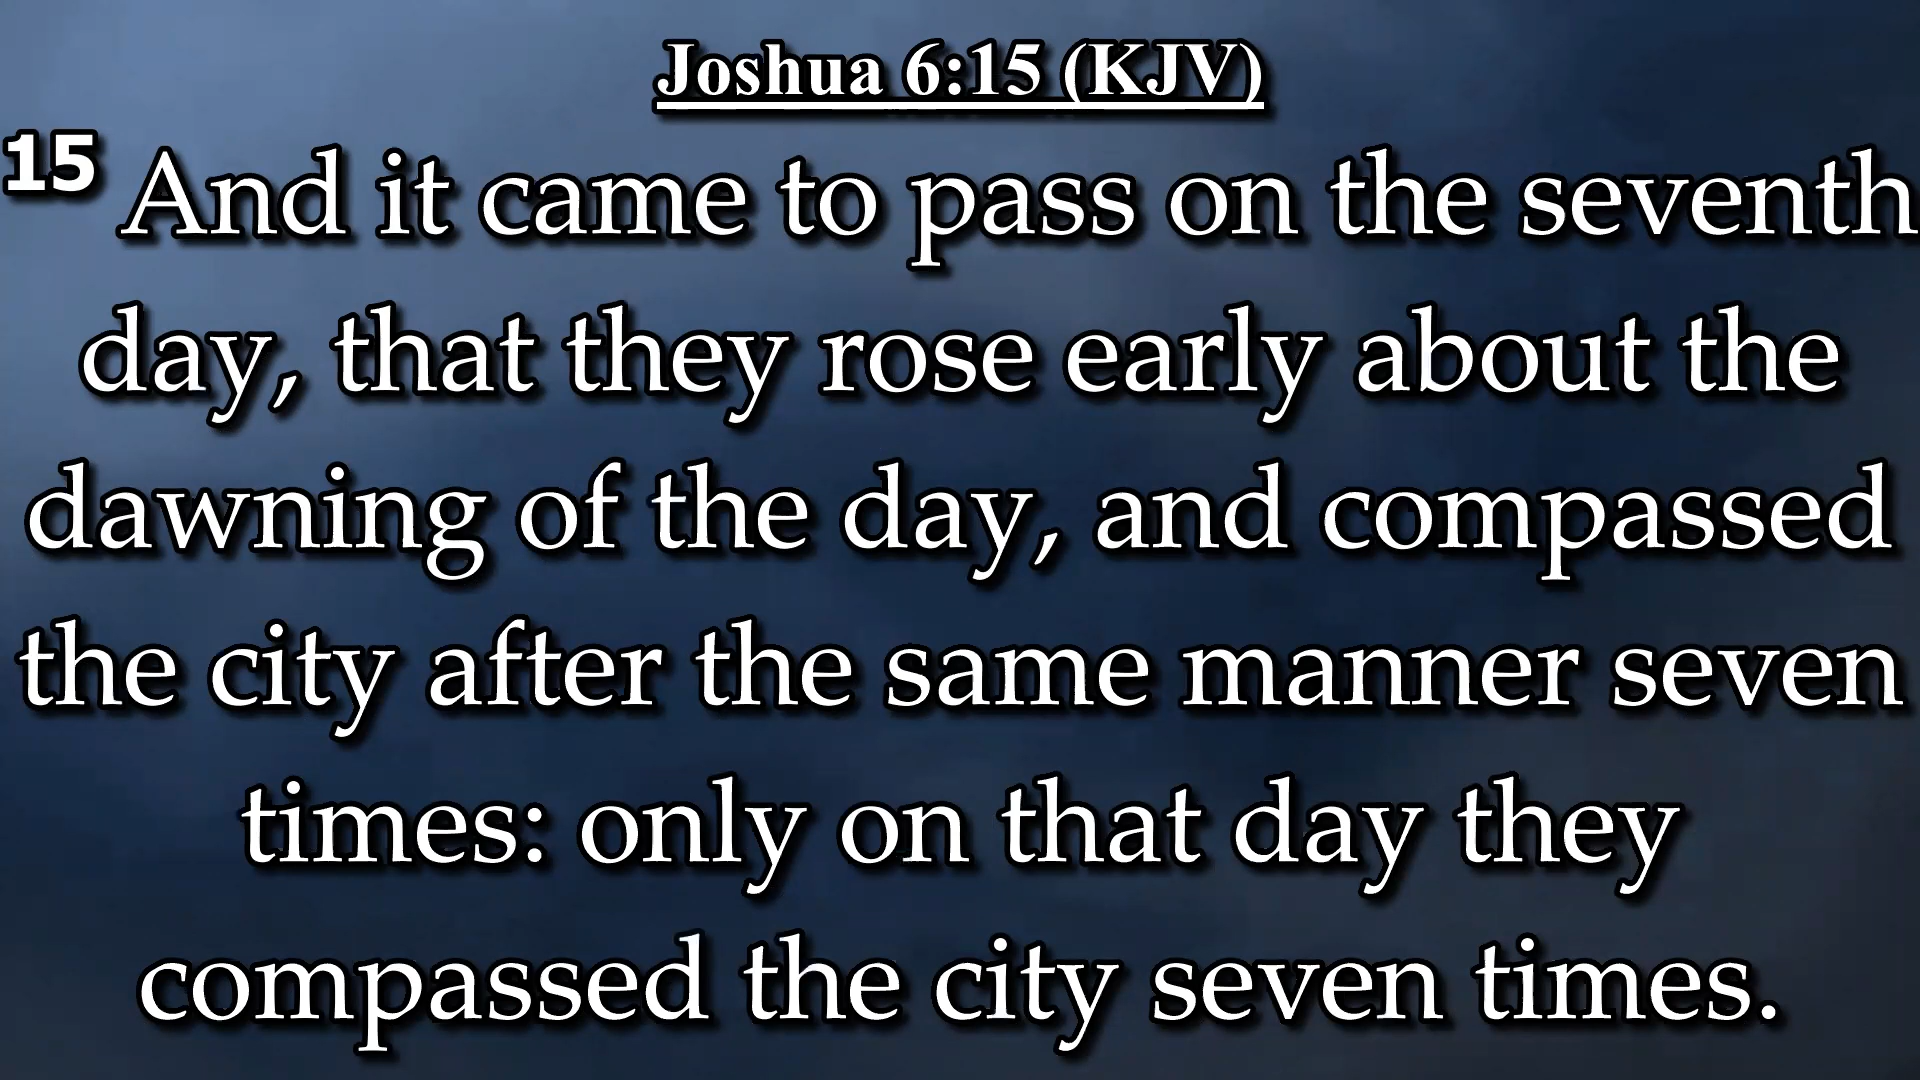 Joshua 6:15 (KJV)
15 And it came to pass on the seventh
day, that they rose early about the
dawning of the day, and compassed
the city after the same manner seven
times: only on that day they
compassed the city seven times.